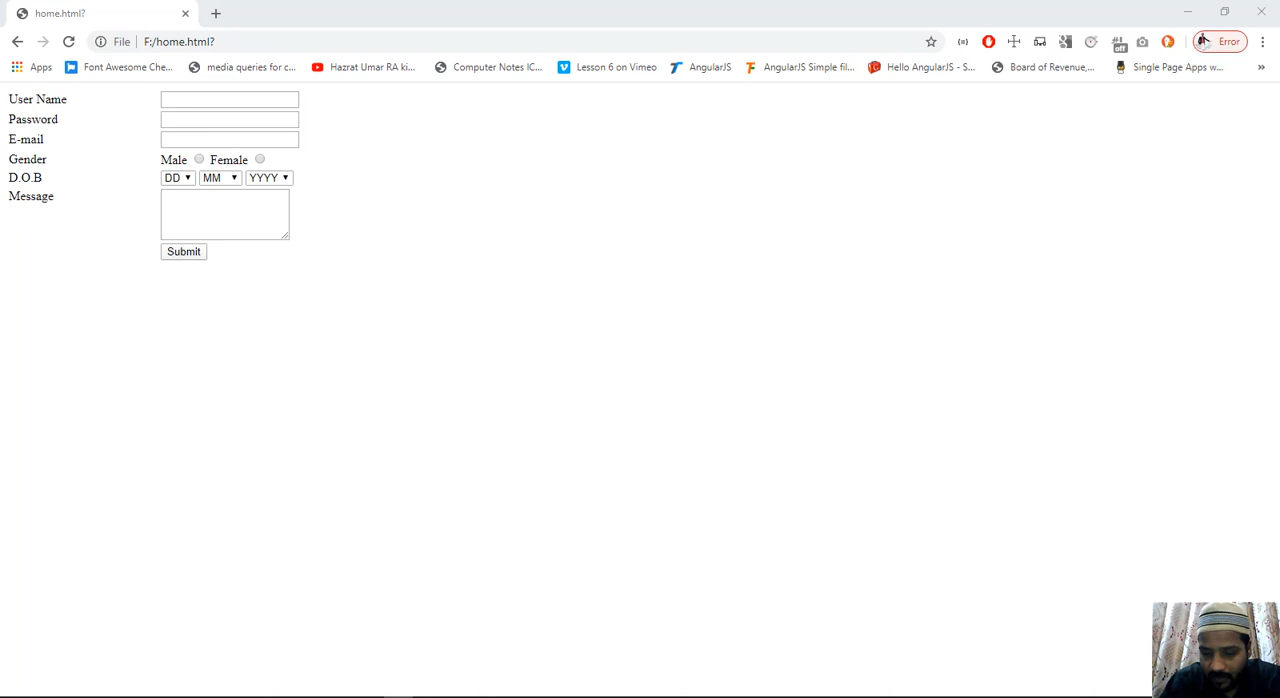 home.html?
File F:/home.html?
off
Error
Apps Font Awesome Che... media queries for c... Hazrat Umar RA ki... Computer Notes IC... Lesson 6 on Vimeo AngularJS AngularJS Simple fil... Hello AngularJS - S... Board of Revenue,... Single Page Apps w... »
User Name
Password
E-mail
Gender Male Female
D.O.B DD MM YYYY
Message
Submit